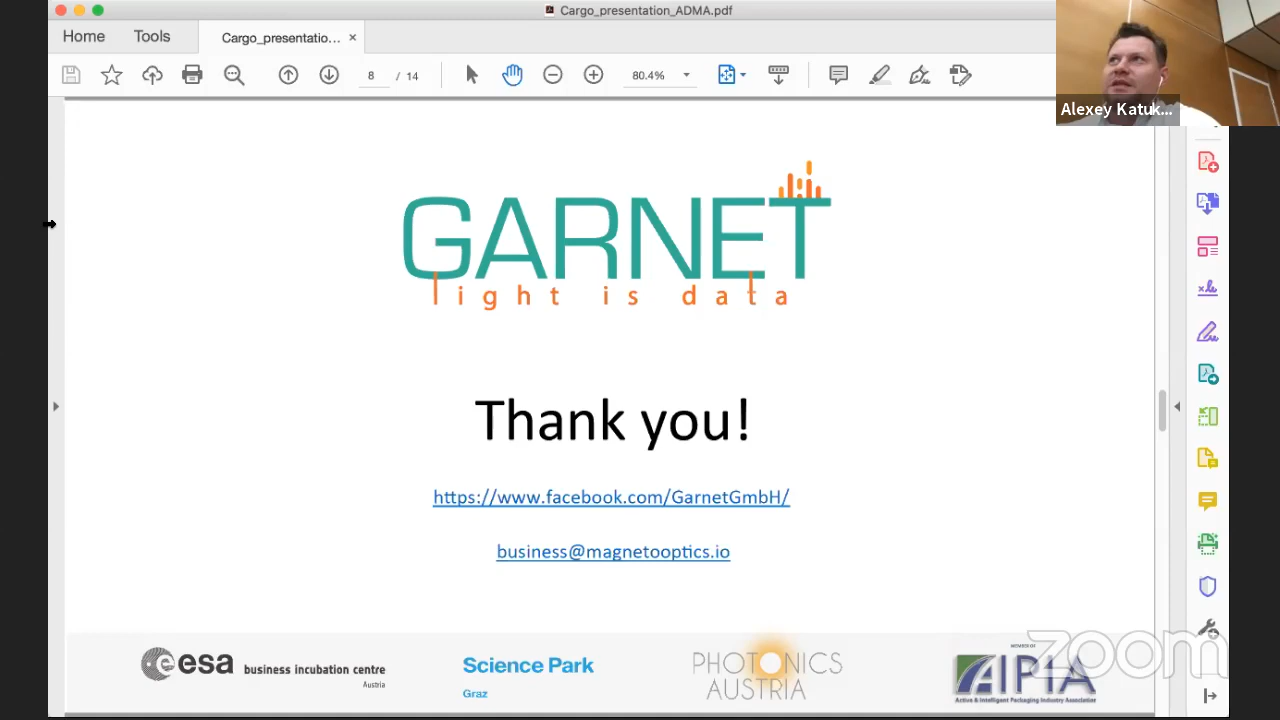 Cargo_presentation_ADMA.pdf
Home
Tools
Cargo_presentatio...
8
/ 14
80.4%
Alexey Katuk...
GARNET
light is data
Thank you!
https://www.facebook.com/GarnetGmbH/
business@magnetooptics.io
esa business incubation centre
Austria
Science Park
Graz
PHOTONICS
AUSTRIA
MEMBER OF
AIPIA
Active & Intelligent Packaging Industry Association
zoom